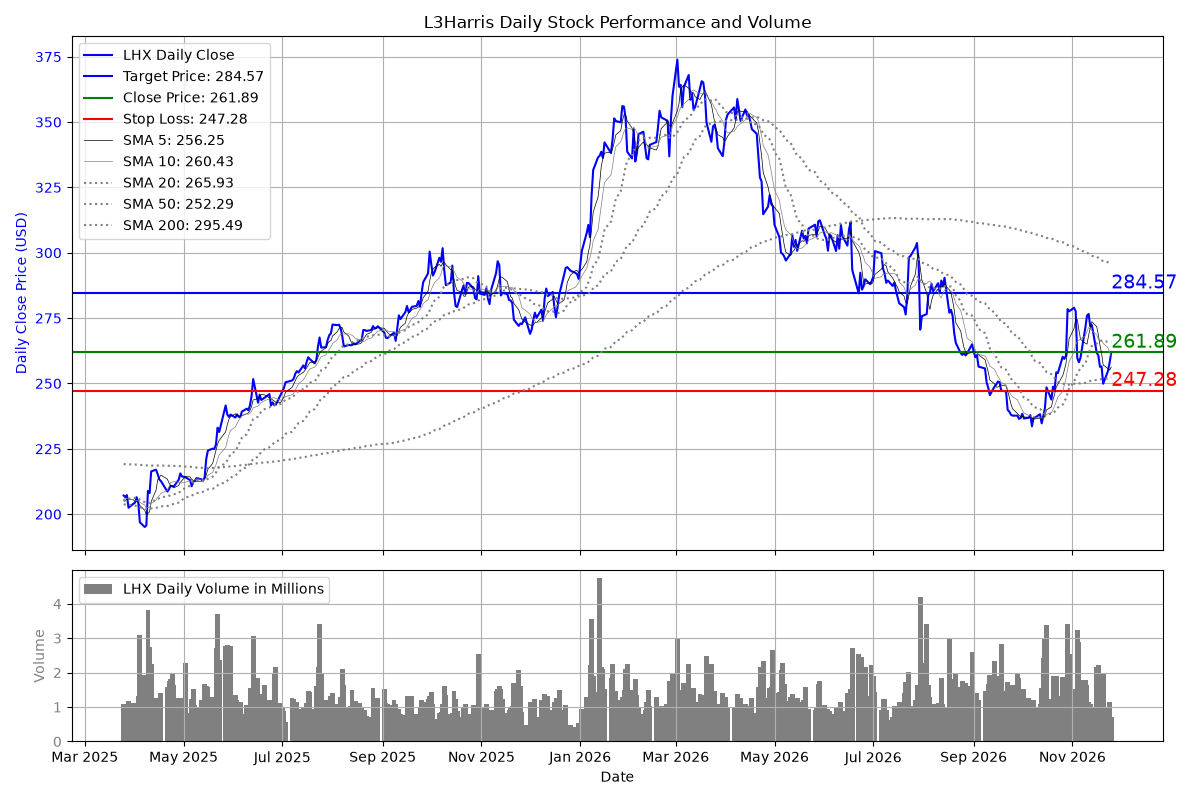 L3Harris Daily Stock Performance and Volume
375
350
325
300
275
250
225
200
Daily Close Price (USD)
LHX Daily Close
Target Price: 284.57
Close Price: 261.89
Stop Loss: 247.28
SMA 5: 256.25
SMA 10: 260.43
SMA 20: 265.93
SMA 50: 252.29
SMA 200: 295.49
284.57
261.89
247.28
LHX Daily Volume in Millions
4
3
2
1
0
Volume
Mar 2025 May 2025 Jul 2025 Sep 2025 Nov 2025 Jan 2026 Mar 2026 May 2026 Jul 2026 Sep 2026 Nov 2026
Date